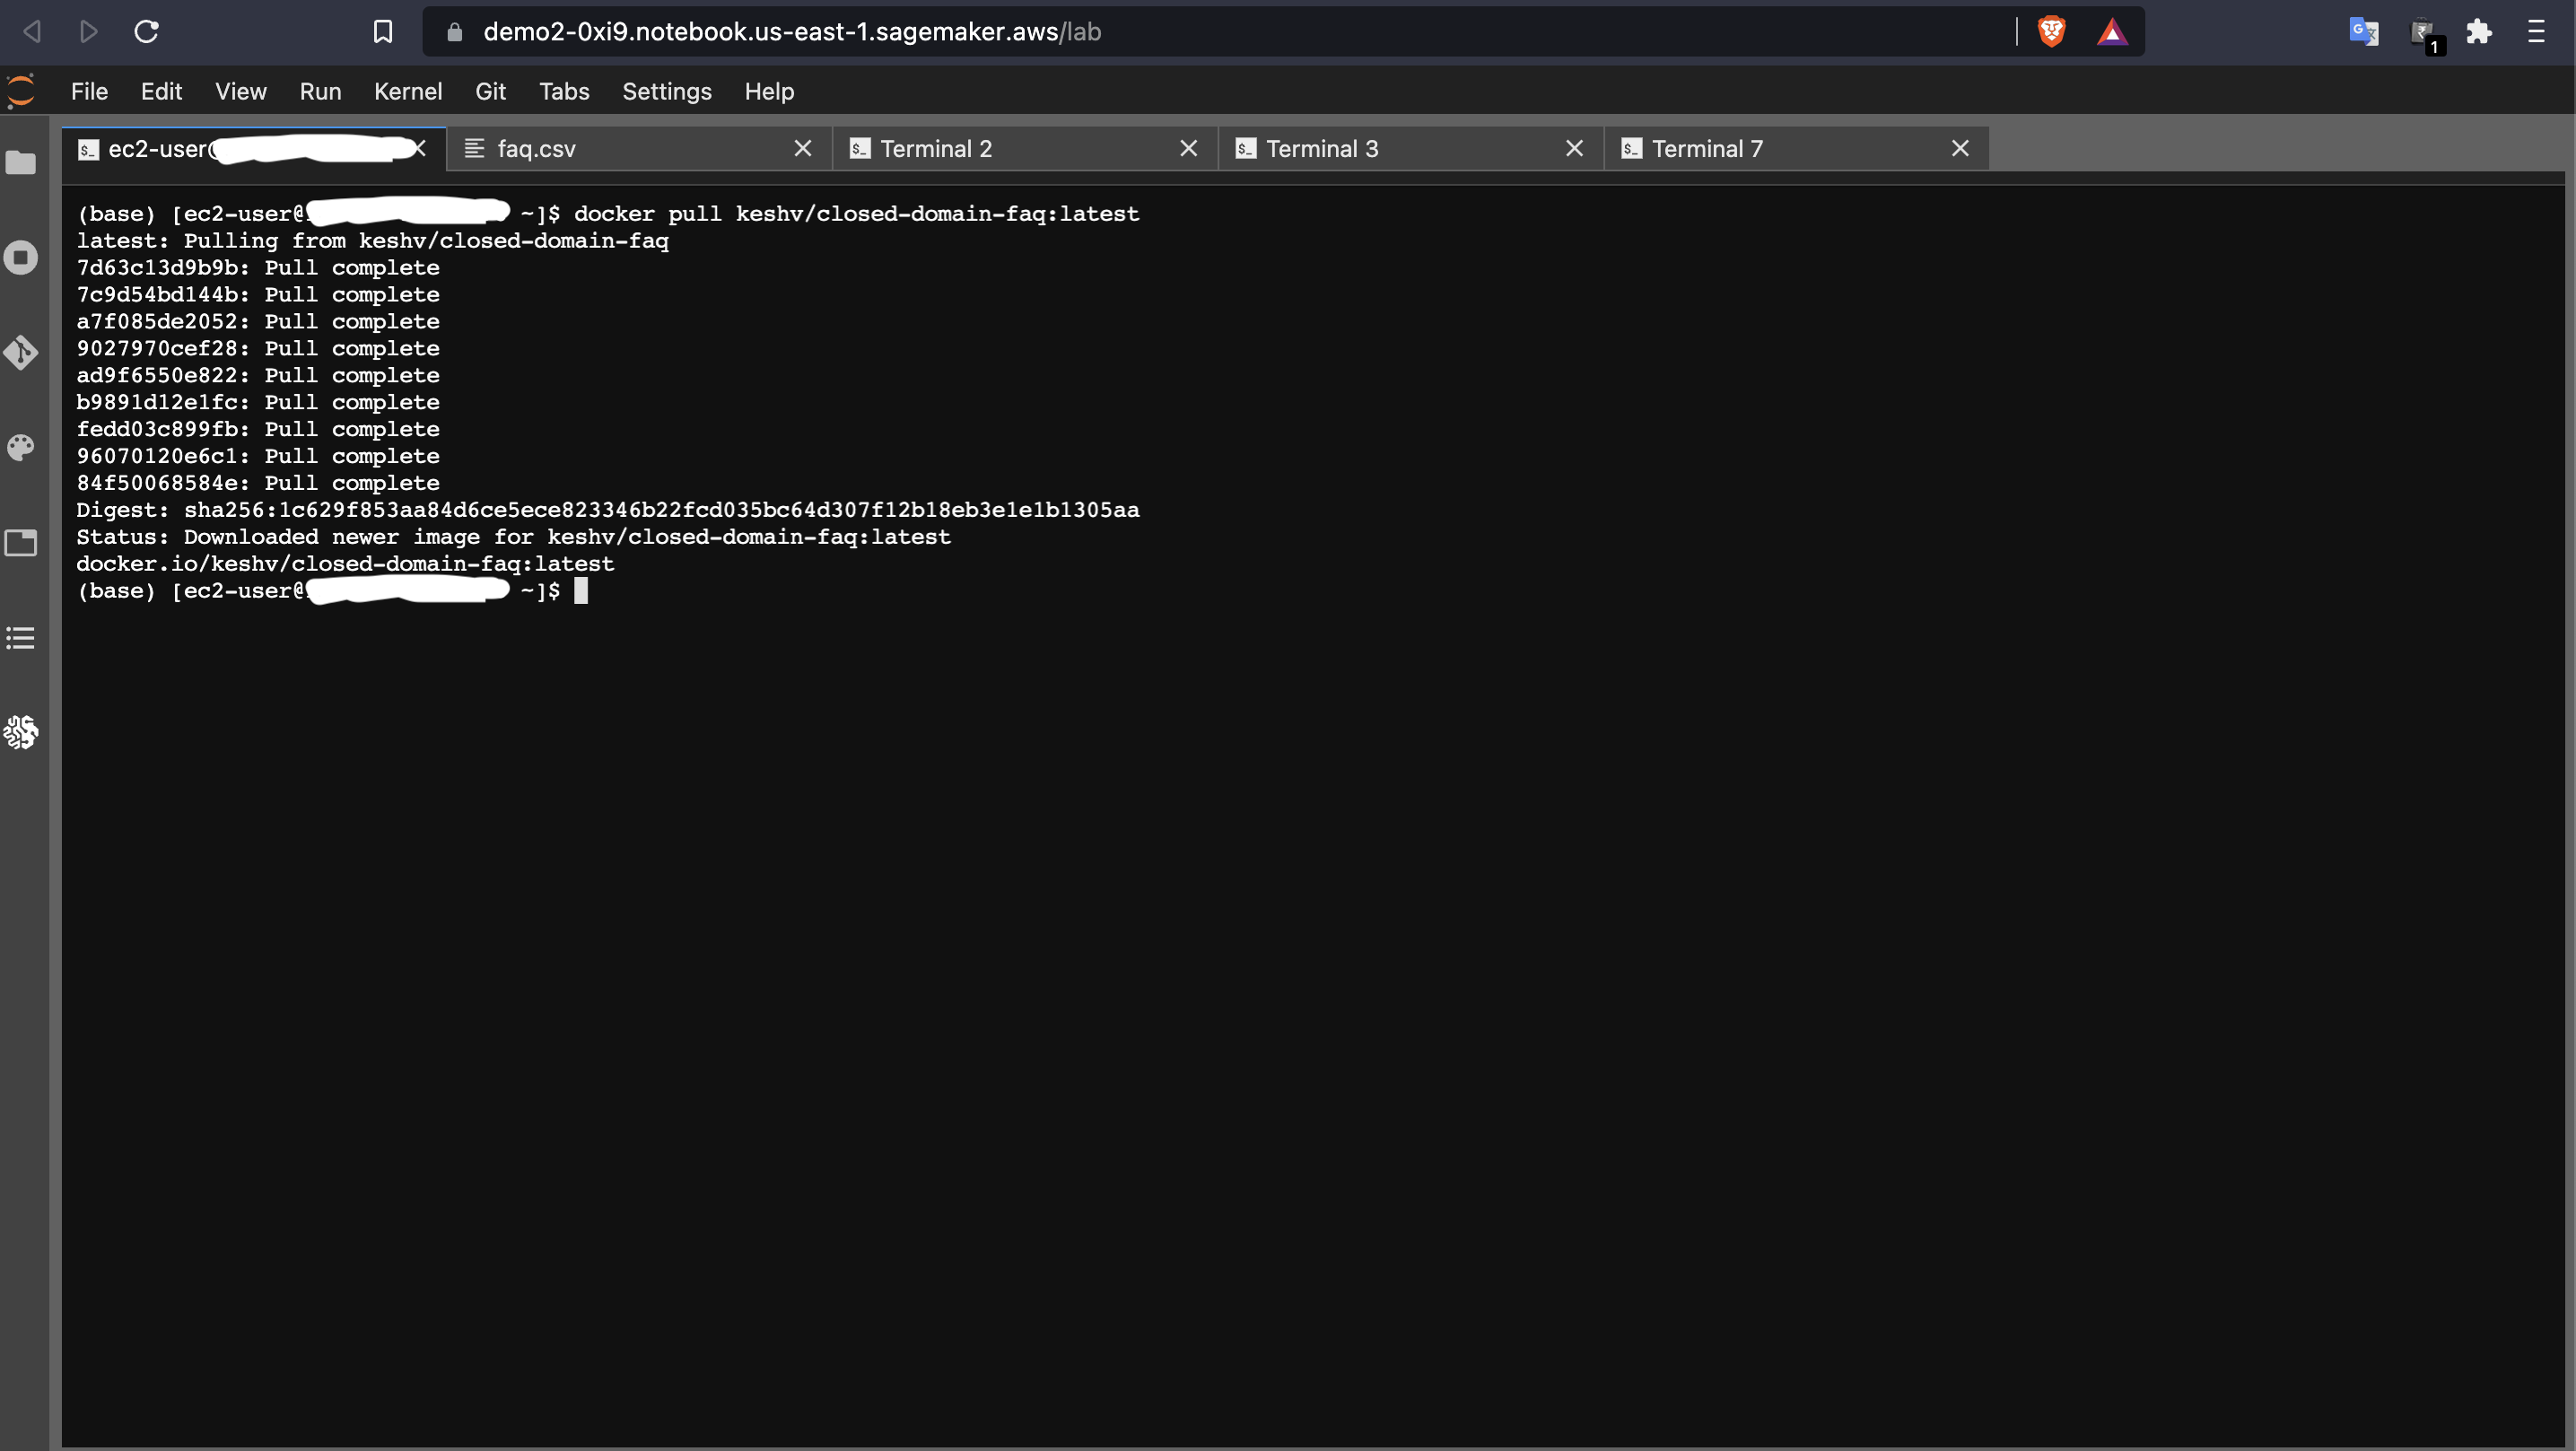 demo2-0xi9.notebook.us-east-1.sagemaker.aws/lab
1
File Edit View Run Kernel Git Tabs Settings Help
ec2-user@ faq.csv Terminal 2 Terminal 3 Terminal 7
(base) [ec2-user@ ~]$ docker pull keshv/closed-domain-faq:latest
latest: Pulling from keshv/closed-domain-faq
7d63c13d9b9b: Pull complete
7c9d54bd144b: Pull complete
a7f085de2052: Pull complete
9027970cef28: Pull complete
ad9f6550e822: Pull complete
b9891d12e1fc: Pull complete
fedd03c899fb: Pull complete
96070120e6c1: Pull complete
84f50068584e: Pull complete
Digest: sha256:1c629f853aa84d6ce5ece823346b22fcd035bc64d307f12b18eb3e1e1b1305aa
Status: Downloaded newer image for keshv/closed-domain-faq:latest
docker.io/keshv/closed-domain-faq:latest
(base) [ec2-user@ ~]$